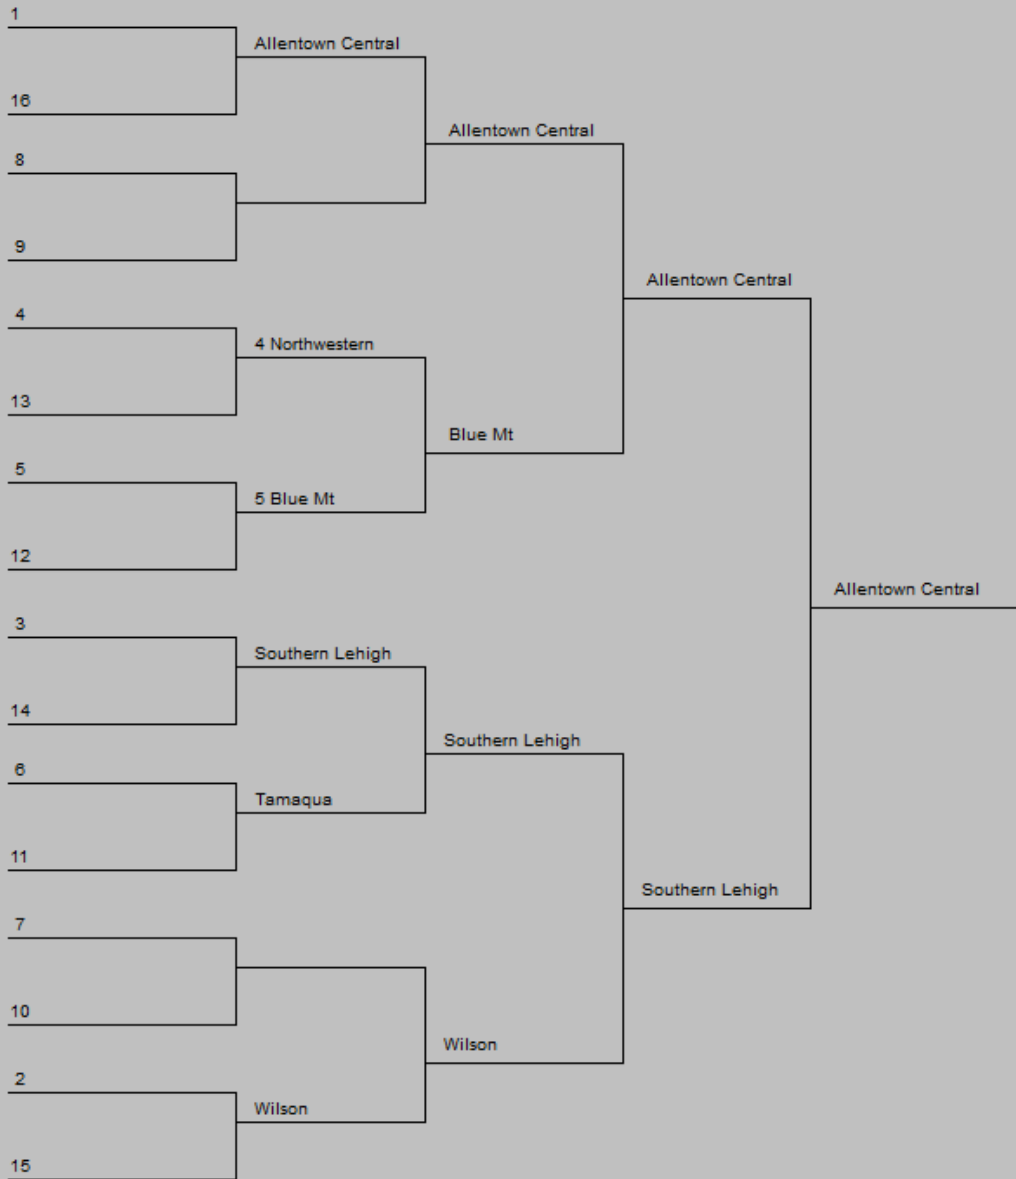 1
Allentown Central
16
Allentown Central
8
9
Allentown Central
4
4 Northwestern
13
Blue Mt
5
5 Blue Mt
12
Allentown Central
3
Southern Lehigh
14
Southern Lehigh
6
Tamaqua
11
Southern Lehigh
7
10
Wilson
2
Wilson
15